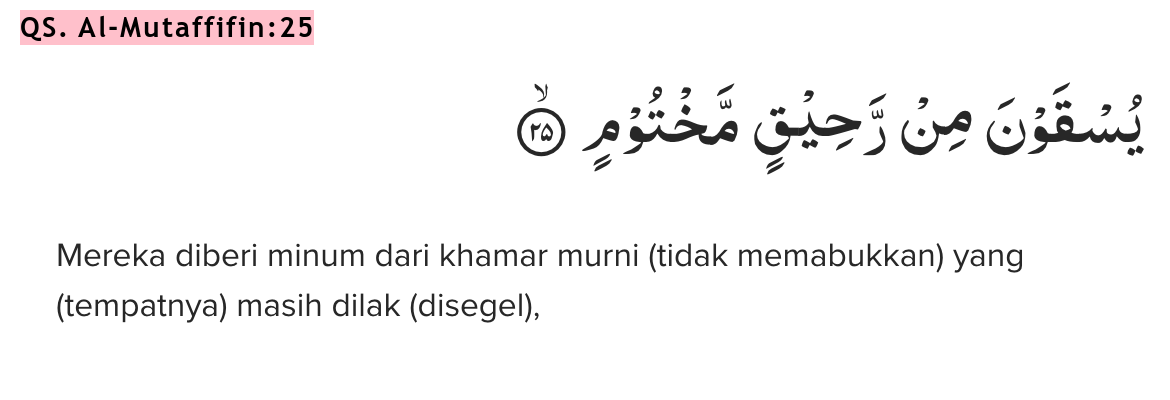 QS. Al-Mutaffifin:25
يُسْقَوْنَ مِنْ رَّحِيْقٍ مَّخْتُوْمٍۙ ٢٥
Mereka diberi minum dari khamar murni (tidak memabukkan) yang
(tempatnya) masih dilak (disegel),